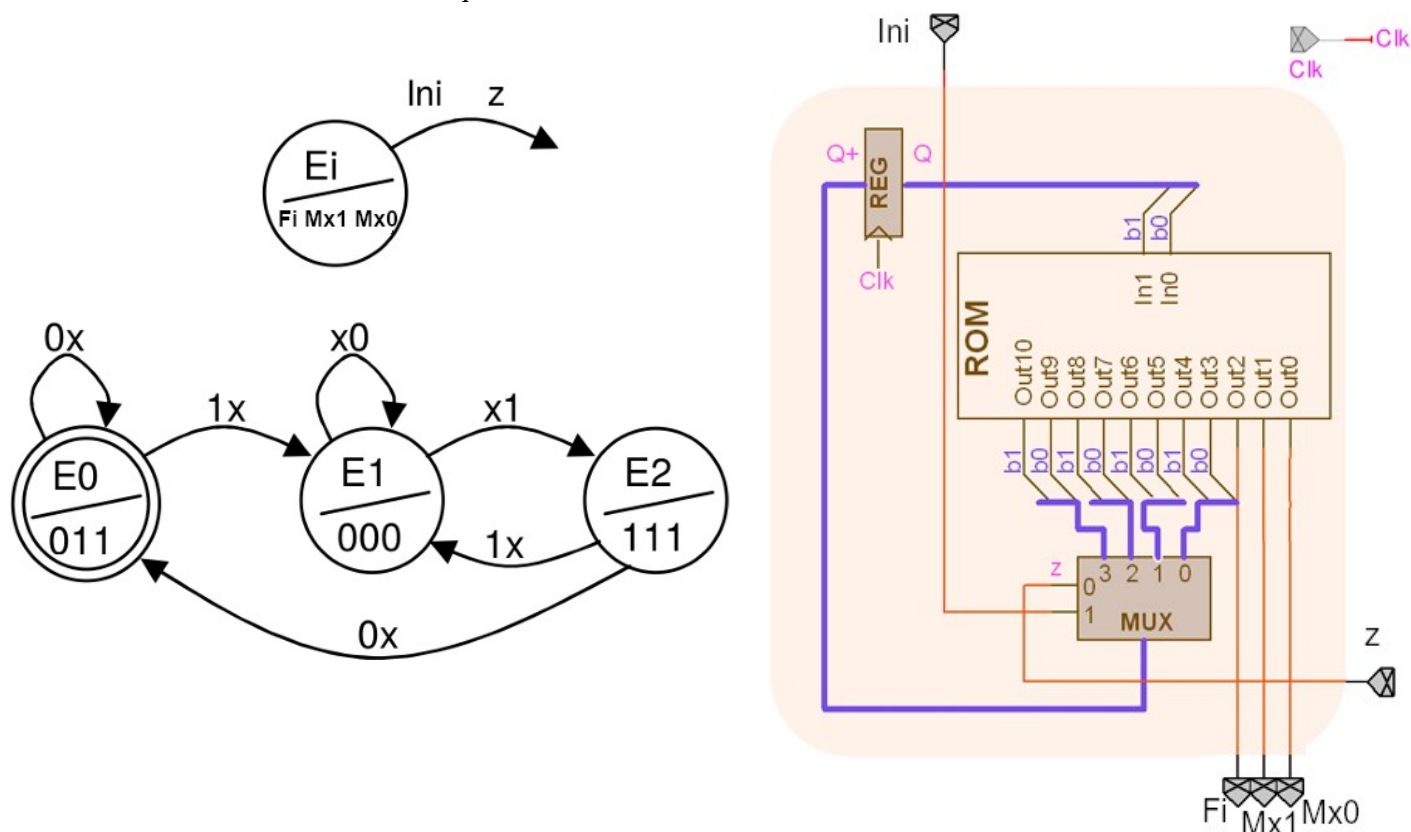 Ini z
Ei
Fi Mx1 Mx0
0x
x0
1x
x1
E0
011
E1
000
E2
111
1x
0x
Ini
Clk
Clk
Q+
Q
REG
Clk
b1
b0
In1
In0
ROM
Out10
Out9
Out8
Out7
Out6
Out5
Out4
Out3
Out2
Out1
Out0
b1
b0
b1
b0
b1
b0
b1
b0
z
3 2 1 0
0
1
MUX
z
Fi
Mx1
Mx0